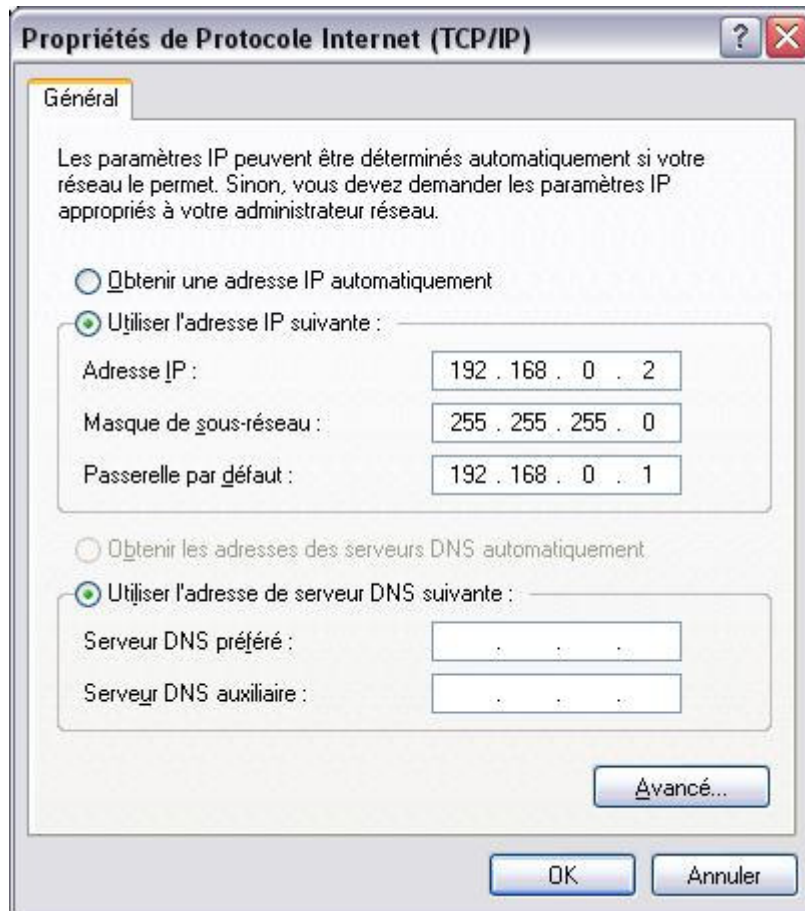 Propriétés de Protocole Internet (TCP/IP)
Général
Les paramètres IP peuvent être déterminés automatiquement si votre
réseau le permet. Sinon, vous devez demander les paramètres IP
appropriés à votre administrateur réseau.
Obtenir une adresse IP automatiquement
Utiliser l'adresse IP suivante :
Adresse IP : 192 . 168 . 0 . 2
Masque de sous-réseau : 255 . 255 . 255 . 0
Passerelle par défaut : 192 . 168 . 0 . 1
Obtenir les adresses des serveurs DNS automatiquement
Utiliser l'adresse de serveur DNS suivante :
Serveur DNS préféré : . . .
Serveur DNS auxiliaire : . . .
Avancé...
OK Annuler